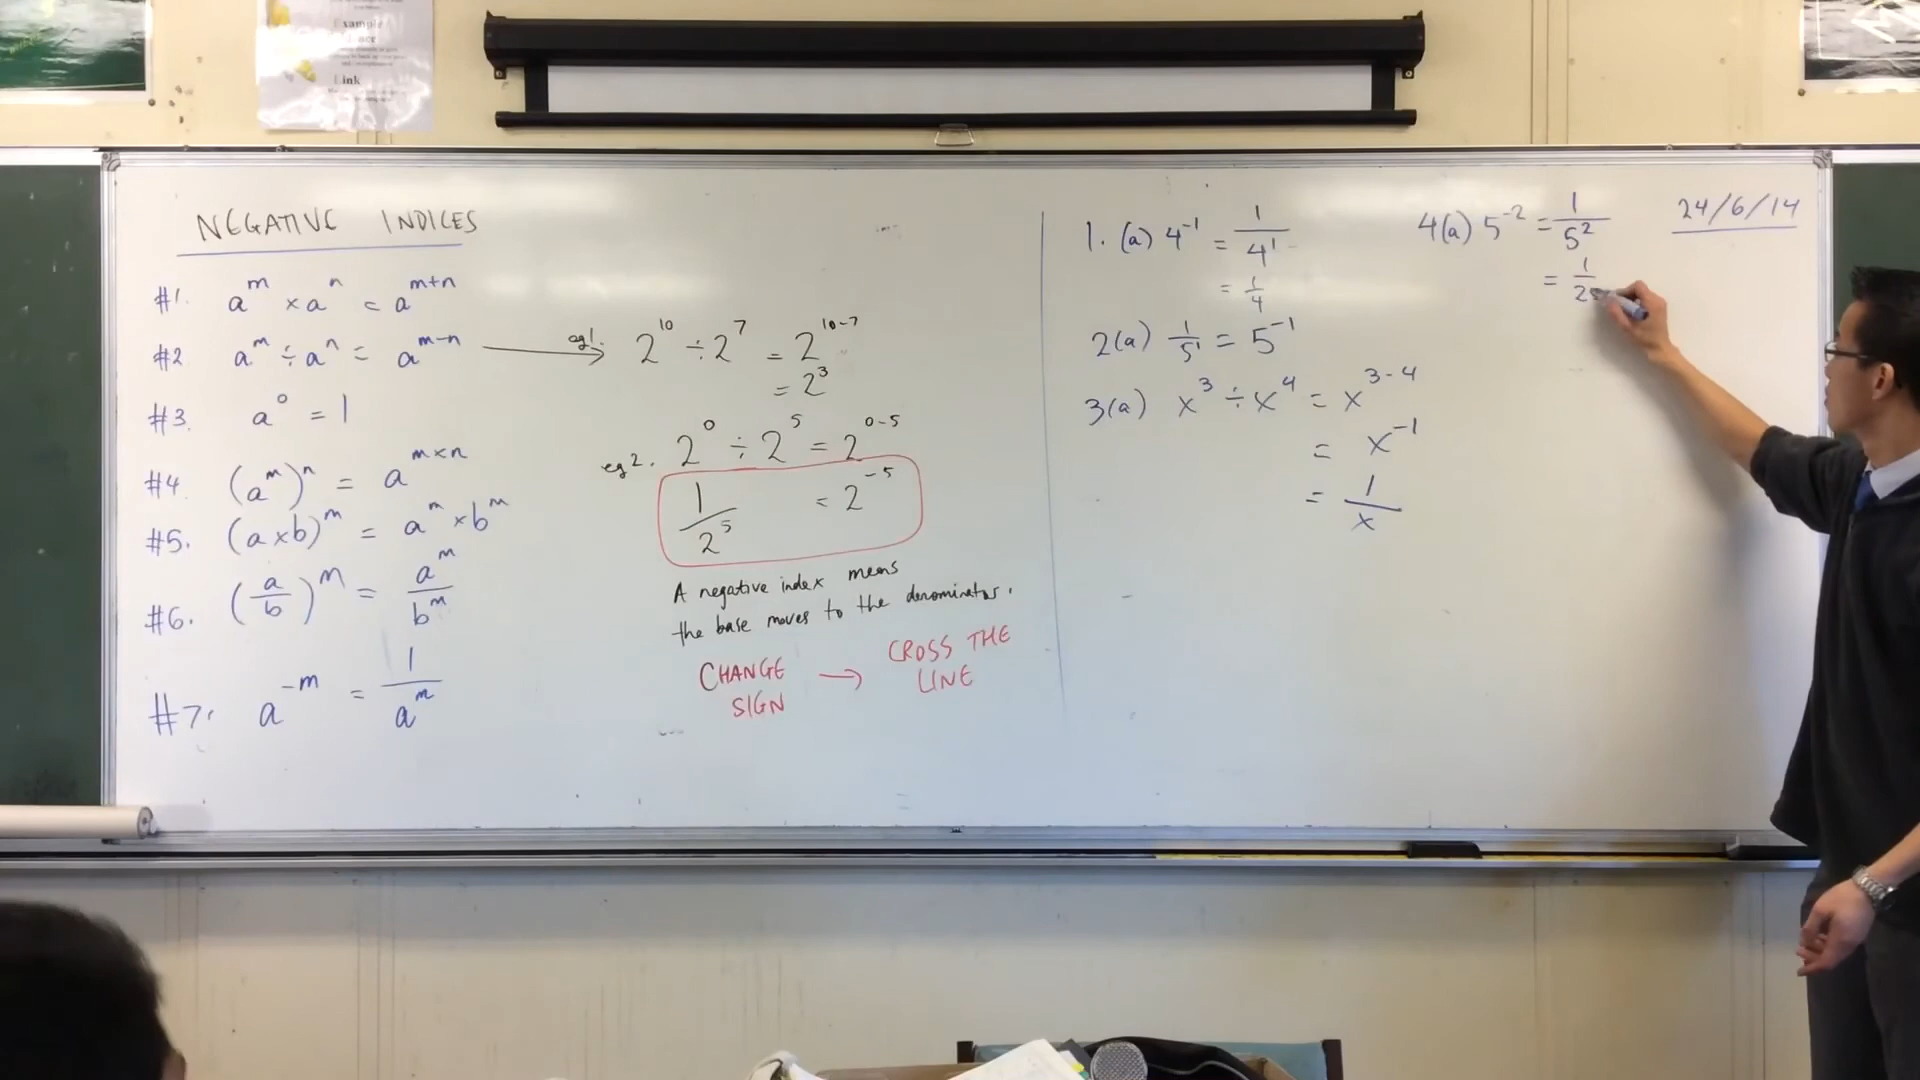 Example
Link
NEGATIVE INDICES
#1. a^m × a^n = a^{m+n}
#2 a^m ÷ a^n = a^{m-n}
#3. a^0 = 1
#4. (a^m)^n = a^{m×n}
#5. (a×b)^m = a^m × b^m
#6. (a/b)^m = a^m/b^m
#7. a^{-m} = 1/a^m
eg1. 2^{10} ÷ 2^7 = 2^{10-7}
= 2^3
eg2. 2^0 ÷ 2^5 = 2^{0-5}
1/2^5 = 2^{-5}
A negative index means
the base moves to the denominator.
CHANGE SIGN → CROSS THE LINE
1. (a) 4^{-1} = 1/4^1
= 1/4
2(a) 1/5^1 = 5^{-1}
3(a) x^3 ÷ x^4 = x^{3-4}
= x^{-1}
= 1/x
4(a) 5^{-2} = 1/5^2
= 1/25
24/6/14